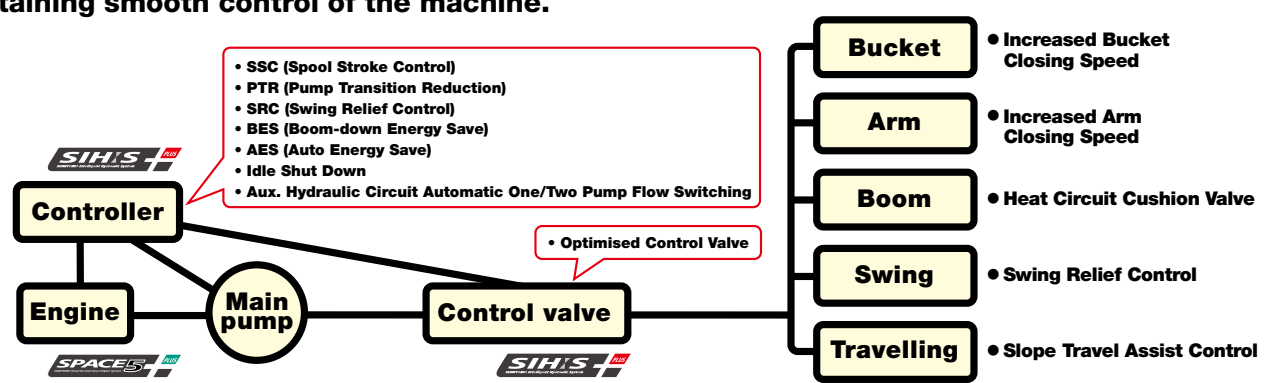 taining smooth control of the machine.
• SSC (Spool Stroke Control)
• PTR (Pump Transition Reduction)
• SRC (Swing Relief Control)
• BES (Boom-down Energy Save)
• AES (Auto Energy Save)
• Idle Shut Down
• Aux. Hydraulic Circuit Automatic One/Two Pump Flow Switching
SIH:S PLUS
Controller
• Optimised Control Valve
Engine
Main
pump
Control valve
SPACE5 PLUS
SIH:S PLUS
Bucket
• Increased Bucket
Closing Speed
Arm
• Increased Arm
Closing Speed
Boom
• Heat Circuit Cushion Valve
Swing
• Swing Relief Control
Travelling
• Slope Travel Assist Control